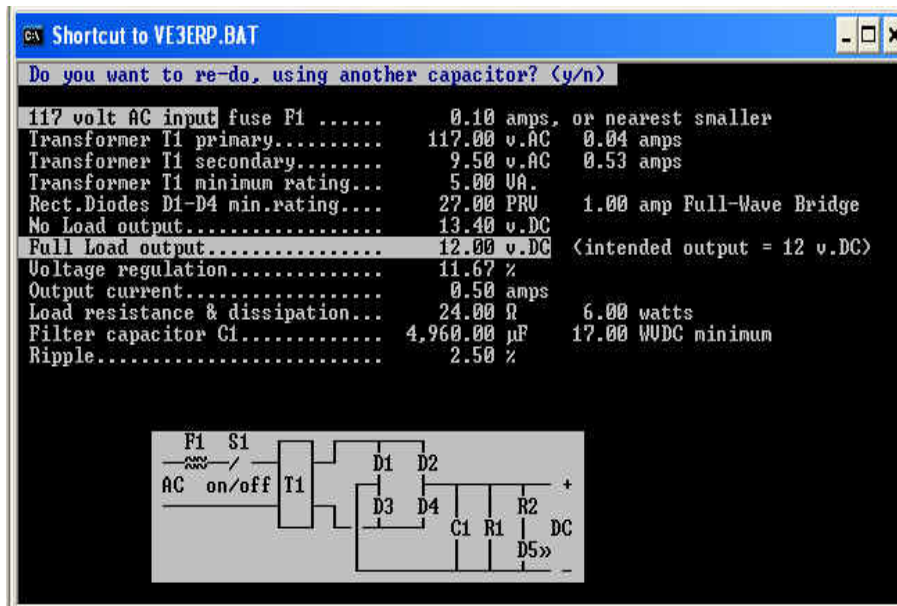 Shortcut to VE3ERP.BAT
Do you want to re-do, using another capacitor? (y/n)
117 volt AC input fuse F1 ...... 0.10 amps, or nearest smaller
Transformer T1 primary.......... 117.00 v.AC 0.04 amps
Transformer T1 secondary........ 9.50 v.AC 0.53 amps
Transformer T1 minimum rating... 5.00 VA.
Rect.Diodes D1-D4 min.rating.... 27.00 PRV 1.00 amp Full-Wave Bridge
No Load output.................. 13.40 v.DC
Full Load output................ 12.00 v.DC (intended output = 12 v.DC)
Voltage regulation.............. 11.67 %
Output current.................. 0.50 amps
Load resistance & dissipation... 24.00 Ω 6.00 watts
Filter capacitor C1............. 4,960.00 µF 17.00 WVDC minimum
Ripple.......................... 2.50 %
F1 S1
D1 D2
AC on/off T1 +
D3 D4 R2
C1 R1 DC
D5»
−